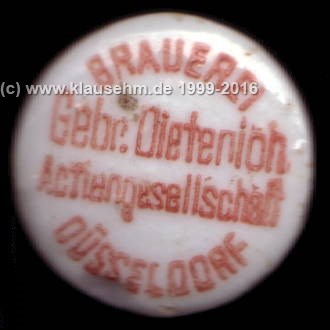 BRAUEREI
(c) www.klausehm.de 1999-2016
Gebr. Dieterich
Actiengesellschaft
DÜSSELDORF